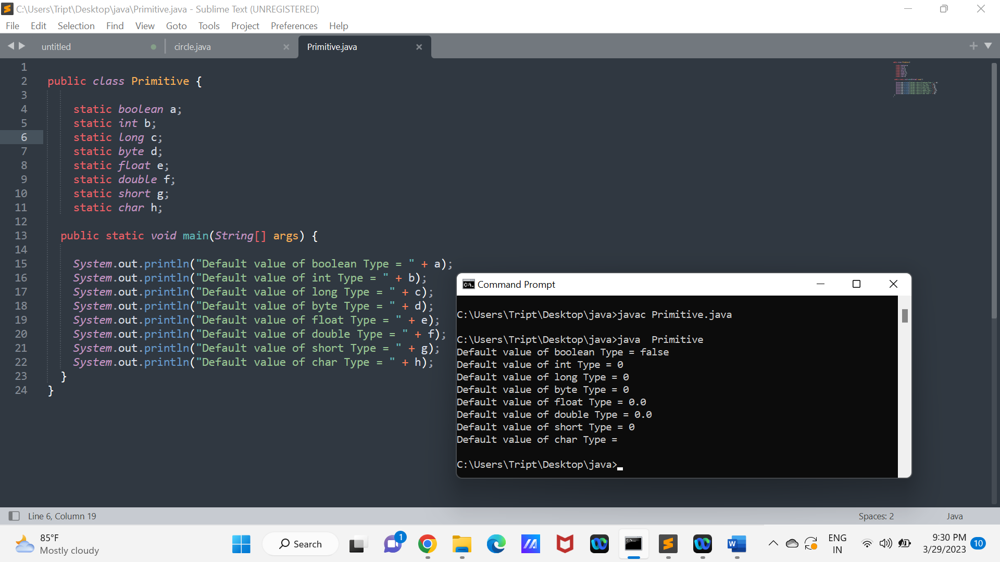 C:\Users\Tript\Desktop\java\Primitive.java - Sublime Text (UNREGISTERED)
File Edit Selection Find View Goto Tools Project Preferences Help
untitled circle.java Primitive.java
1
2 public class Primitive {
3
4 static boolean a;
5 static int b;
6 static long c;
7 static byte d;
8 static float e;
9 static double f;
10 static short g;
11 static char h;
12
13 public static void main(String[] args) {
14
15 System.out.println("Default value of boolean Type = " + a);
16 System.out.println("Default value of int Type = " + b);
17 System.out.println("Default value of long Type = " + c);
18 System.out.println("Default value of byte Type = " + d);
19 System.out.println("Default value of float Type = " + e);
20 System.out.println("Default value of double Type = " + f);
21 System.out.println("Default value of short Type = " + g);
22 System.out.println("Default value of char Type = " + h);
23 }
24 }
Command Prompt
C:\Users\Tript\Desktop\java>javac Primitive.java
C:\Users\Tript\Desktop\java>java  Primitive
Default value of boolean Type = false
Default value of int Type = 0
Default value of long Type = 0
Default value of byte Type = 0
Default value of float Type = 0.0
Default value of double Type = 0.0
Default value of short Type = 0
Default value of char Type =
C:\Users\Tript\Desktop\java>
Line 6, Column 19 Spaces: 2 Java
85°F
Mostly cloudy
Search
1
W
ENG
IN
9:30 PM
3/29/2023
10